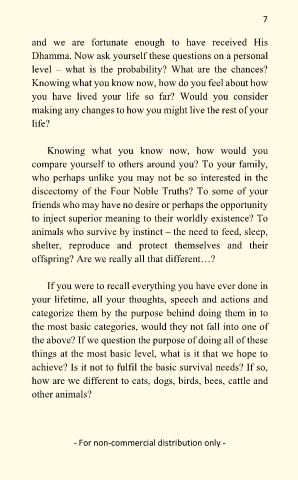 7
and we are fortunate enough to have received His
Dhamma. Now ask yourself these questions on a personal
level – what is the probability? What are the chances?
Knowing what you know now, how do you feel about how
you have lived your life so far? Would you consider
making any changes to how you might live the rest of your
life?
Knowing what you know now, how would you
compare yourself to others around you? To your family,
who perhaps unlike you may not be so interested in the
discectomy of the Four Noble Truths? To some of your
friends who may have no desire or perhaps the opportunity
to inject superior meaning to their worldly existence? To
animals who survive by instinct – the need to feed, sleep,
shelter, reproduce and protect themselves and their
offspring? Are we really all that different…?
If you were to recall everything you have ever done in
your lifetime, all your thoughts, speech and actions and
categorize them by the purpose behind doing them in to
the most basic categories, would they not fall into one of
the above? If we question the purpose of doing all of these
things at the most basic level, what is it that we hope to
achieve? Is it not to fulfil the basic survival needs? If so,
how are we different to cats, dogs, birds, bees, cattle and
other animals?
- For non-commercial distribution only -